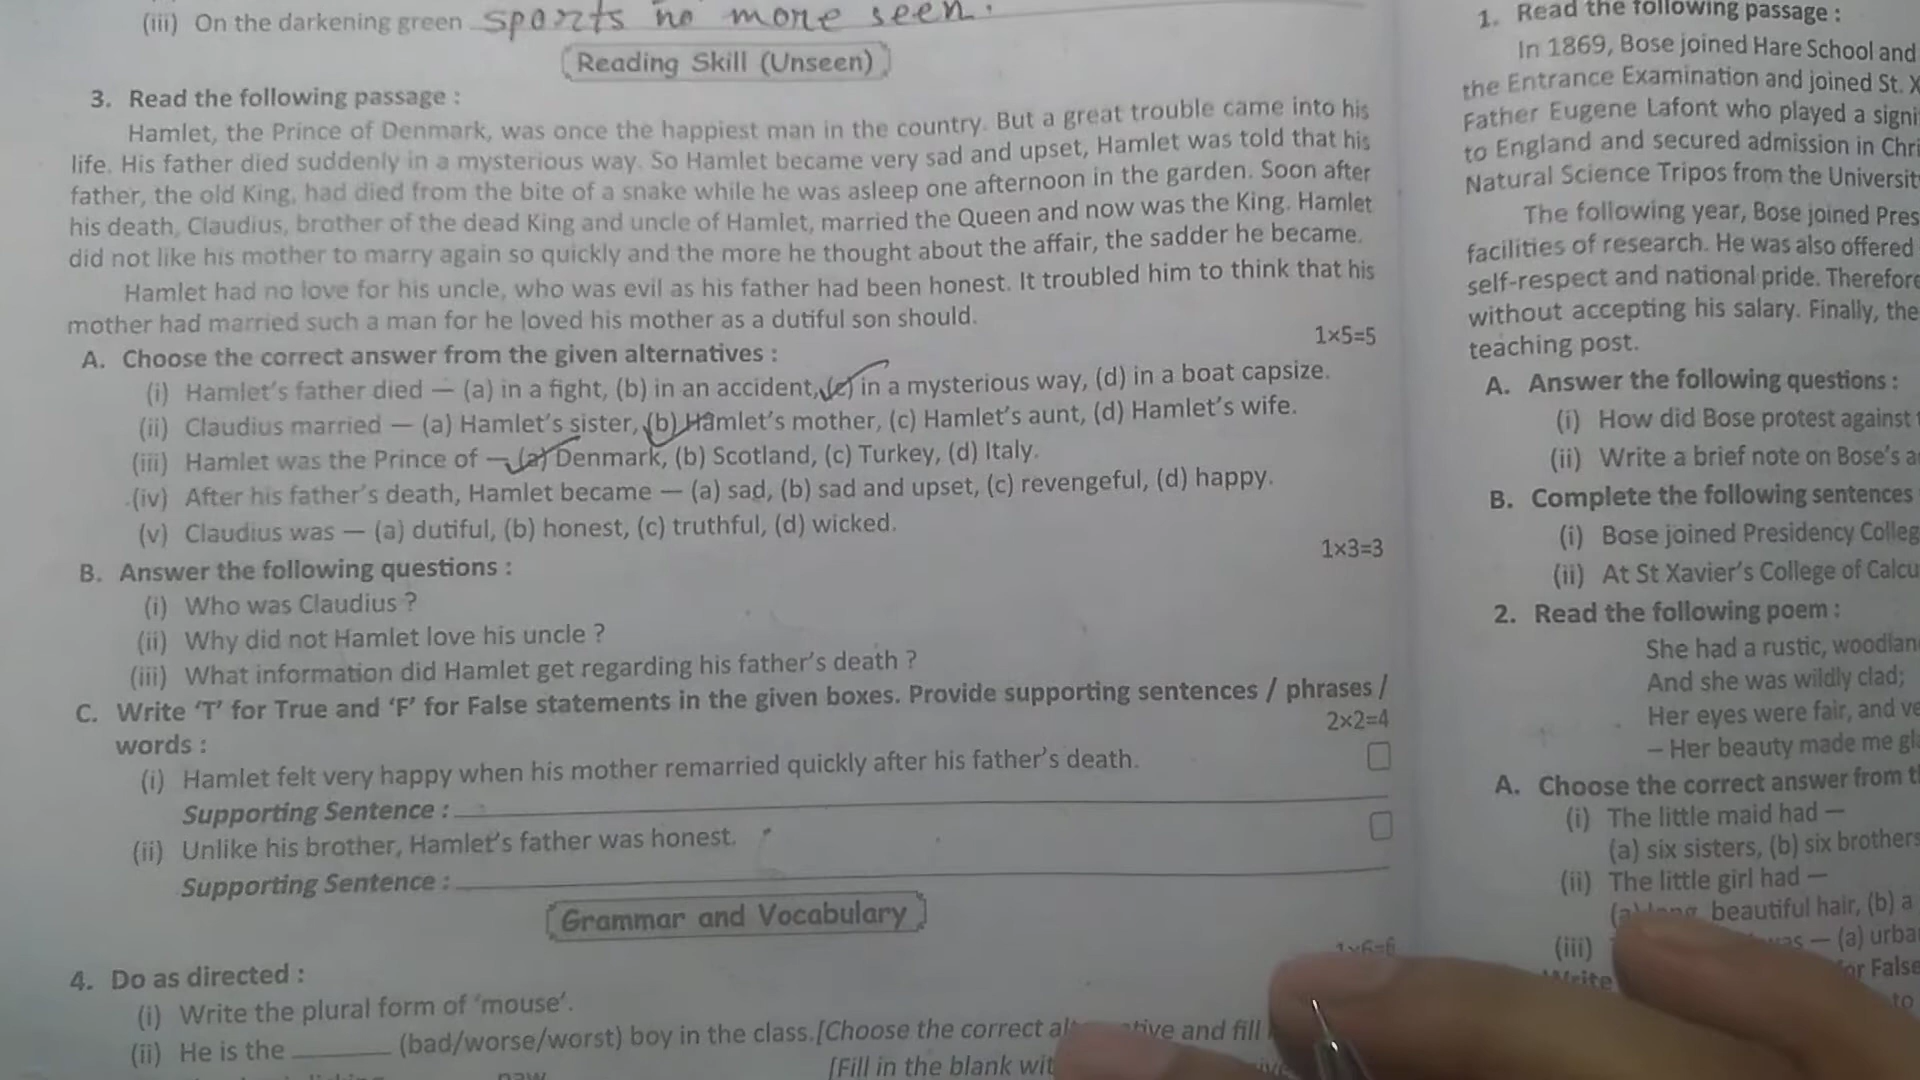 (iii) On the darkening green sports no more seen.
Reading Skill (Unseen)
3. Read the following passage :
Hamlet, the Prince of Denmark, was once the happiest man in the country. But a great trouble came into his
life. His father died suddenly in a mysterious way. So Hamlet became very sad and upset, Hamlet was told that his
father, the old King, had died from the bite of a snake while he was asleep one afternoon in the garden. Soon after
his death, Claudius, brother of the dead King and uncle of Hamlet, married the Queen and now was the King. Hamlet
did not like his mother to marry again so quickly and the more he thought about the affair, the sadder he became.
Hamlet had no love for his uncle, who was evil as his father had been honest. It troubled him to think that his
mother had married such a man for he loved his mother as a dutiful son should.
A. Choose the correct answer from the given alternatives : 1×5=5
(i) Hamlet's father died — (a) in a fight, (b) in an accident, (c) in a mysterious way, (d) in a boat capsize.
(ii) Claudius married — (a) Hamlet's sister, (b) Hamlet's mother, (c) Hamlet's aunt, (d) Hamlet's wife.
(iii) Hamlet was the Prince of — (a) Denmark, (b) Scotland, (c) Turkey, (d) Italy.
(iv) After his father's death, Hamlet became — (a) sad, (b) sad and upset, (c) revengeful, (d) happy.
(v) Claudius was — (a) dutiful, (b) honest, (c) truthful, (d) wicked.
B. Answer the following questions : 1×3=3
(i) Who was Claudius ?
(ii) Why did not Hamlet love his uncle ?
(iii) What information did Hamlet get regarding his father's death ?
C. Write 'T' for True and 'F' for False statements in the given boxes. Provide supporting sentences / phrases /
words : 2×2=4
(i) Hamlet felt very happy when his mother remarried quickly after his father's death.
Supporting Sentence :
(ii) Unlike his brother, Hamlet's father was honest.
Supporting Sentence :
Grammar and Vocabulary
4. Do as directed : 1×6=6
(i) Write the plural form of 'mouse'.
(ii) He is the ______ (bad/worse/worst) boy in the class.[Choose the correct and fill
[Fill in the blank
1. Read the following passage :
In 1869, Bose joined Hare School and
the Entrance Examination and joined St. X
Father Eugene Lafont who played a signi
to England and secured admission in Chri
Natural Science Tripos from the Universit
The following year, Bose joined Pres
facilities of research. He was also offered
self-respect and national pride. Therefore
without accepting his salary. Finally, the
teaching post.
A. Answer the following questions :
(i) How did Bose protest against
(ii) Write a brief note on Bose's a
B. Complete the following sentences
(i) Bose joined Presidency Colleg
(ii) At St Xavier's College of Calcu
2. Read the following poem :
She had a rustic, woodlan
And she was wildly clad;
Her eyes were fair, and ve
– Her beauty made me gl
A. Choose the correct answer from t
(i) The little maid had —
(a) six sisters, (b) six brothers
(ii) The little girl had —
beautiful hair, (b) a
(iii) — (a) urba
or False
to